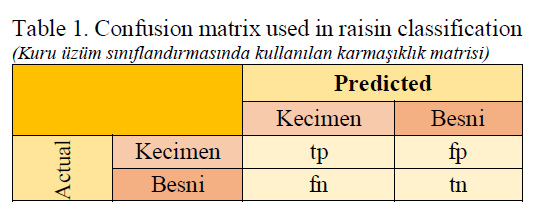 Table 1. Confusion matrix used in raisin classification
(Kuru üzüm sınıflandırmasında kullanılan karmaşıklık matrisi)
Predicted
Kecimen Besni
Actual Kecimen tp fp
Besni fn tn